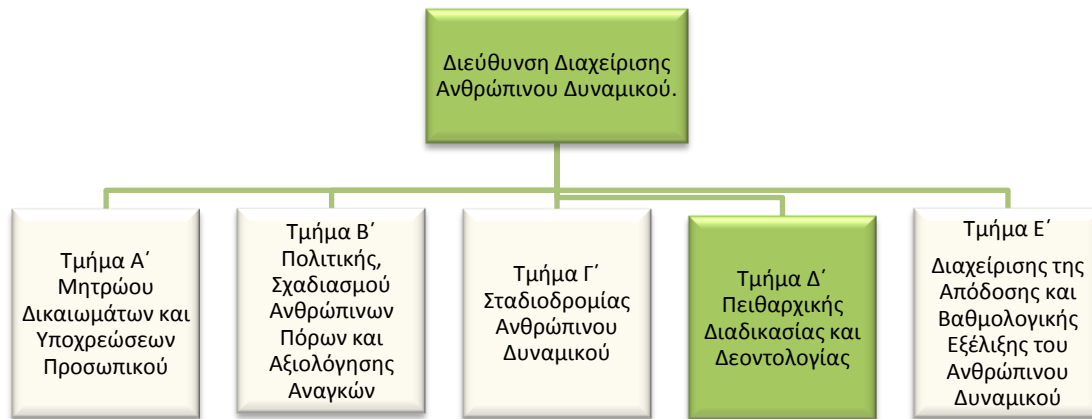 Διεύθυνση Διαχείρισης
Ανθρώπινου Δυναμικού.
Τμήμα Α΄
Μητρώου
Δικαιωμάτων και
Υποχρεώσεων
Προσωπικού
Τμήμα Β΄
Πολιτικής,
Σχαδιασμού
Ανθρώπινων
Πόρων και
Αξιολόγησης
Αναγκών
Τμήμα Γ΄
Σταδιοδρομίας
Ανθρώπινου
Δυναμικού
Τμήμα Δ΄
Πειθαρχικής
Διαδικασίας και
Δεοντολογίας
Τμήμα Ε΄
Διαχείρισης της
Απόδοσης και
Βαθμολογικής
Εξέλιξης του
Ανθρώπινου
Δυναμικού